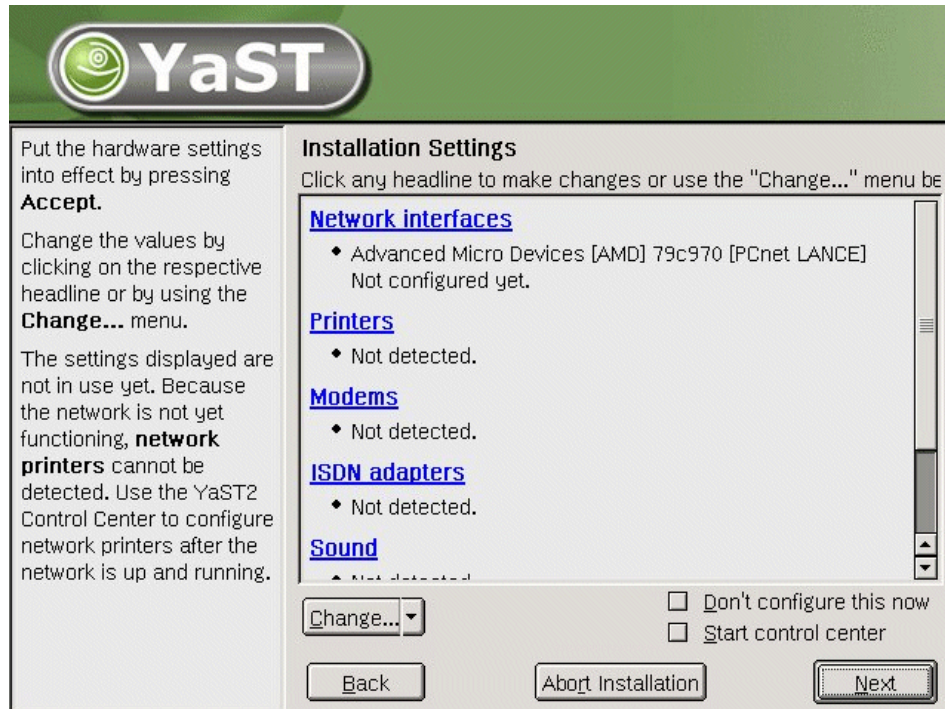 YaST
Put the hardware settings
into effect by pressing
Accept.
Change the values by
clicking on the respective
headline or by using the
Change... menu.
The settings displayed are
not in use yet. Because
the network is not yet
functioning, network
printers cannot be
detected. Use the YaST2
Control Center to configure
network printers after the
network is up and running.
Installation Settings
Click any headline to make changes or use the "Change..." menu be
Network interfaces
• Advanced Micro Devices [AMD] 79c970 [PCnet LANCE]
Not configured yet.
Printers
• Not detected.
Modems
• Not detected.
ISDN adapters
• Not detected.
Sound
• Not detected
Change...
Don't configure this now
Start control center
Back
Abort Installation
Next